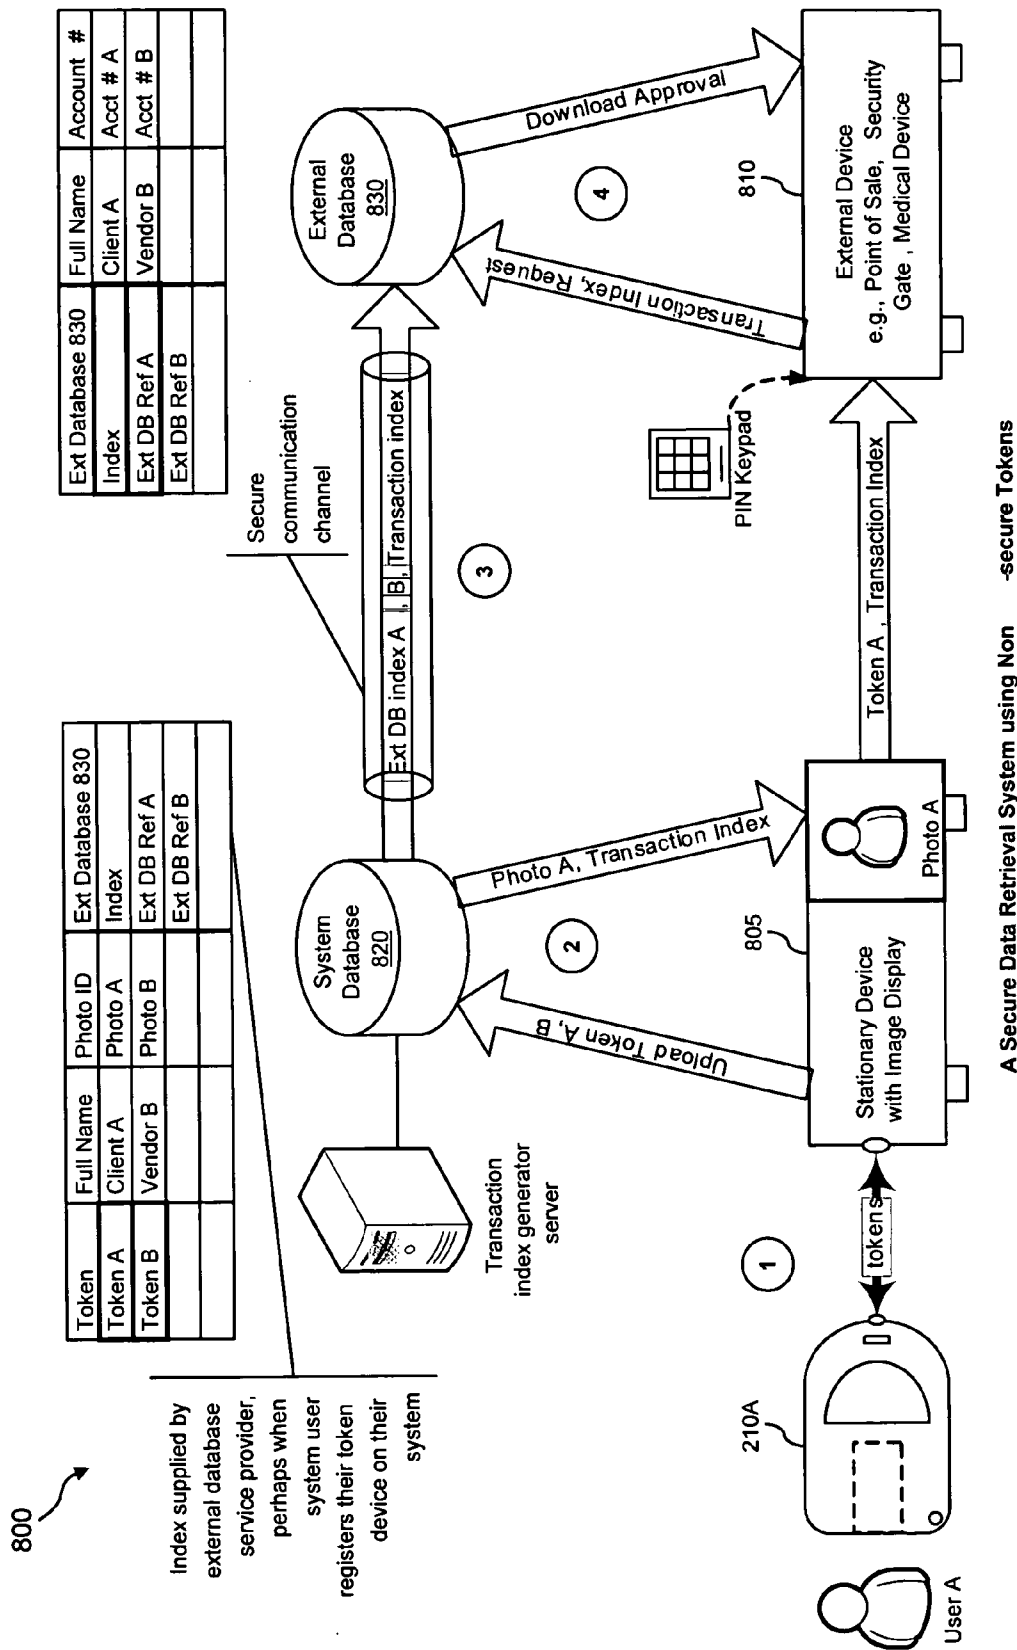 800
Token Full Name Photo ID Ext Database 830
Token A Client A Photo A Index
Token B Vendor B Photo B Ext DB Ref A
Ext DB Ref B
Ext Database 830 Full Name Account #
Index Client A Acct # A
Ext DB Ref A Vendor B Acct # B
Ext DB Ref B
Index supplied by
external database
service provider,
perhaps when
system user
registers their token
device on their
system
Secure
communication
channel
Transaction
index generator
server
System
Database
820
Ext DB index A , B, Transaction index
External
Database
830
3
Upload Token A, B
2
Photo A, Transaction Index
Transaction Index, Request
4
Download Approval
PIN Keypad
User A
210A
1
tokens
805
Stationary Device
with Image Display
Photo A
Token A , Transaction Index
810
External Device
e.g., Point of Sale, Security
Gate , Medical Device
A Secure Data Retrieval System using Non -secure Tokens